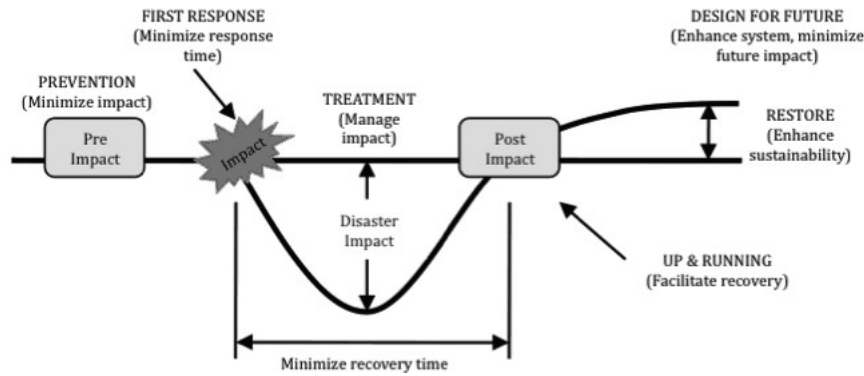 FIRST RESPONSE
(Minimize response
time)
DESIGN FOR FUTURE
(Enhance system, minimize
future impact)
PREVENTION
(Minimize impact)
TREATMENT
(Manage
impact)
RESTORE
(Enhance
sustainability)
Pre
Impact
Impact
Post
Impact
Disaster
Impact
UP & RUNNING
(Facilitate recovery)
Minimize recovery time